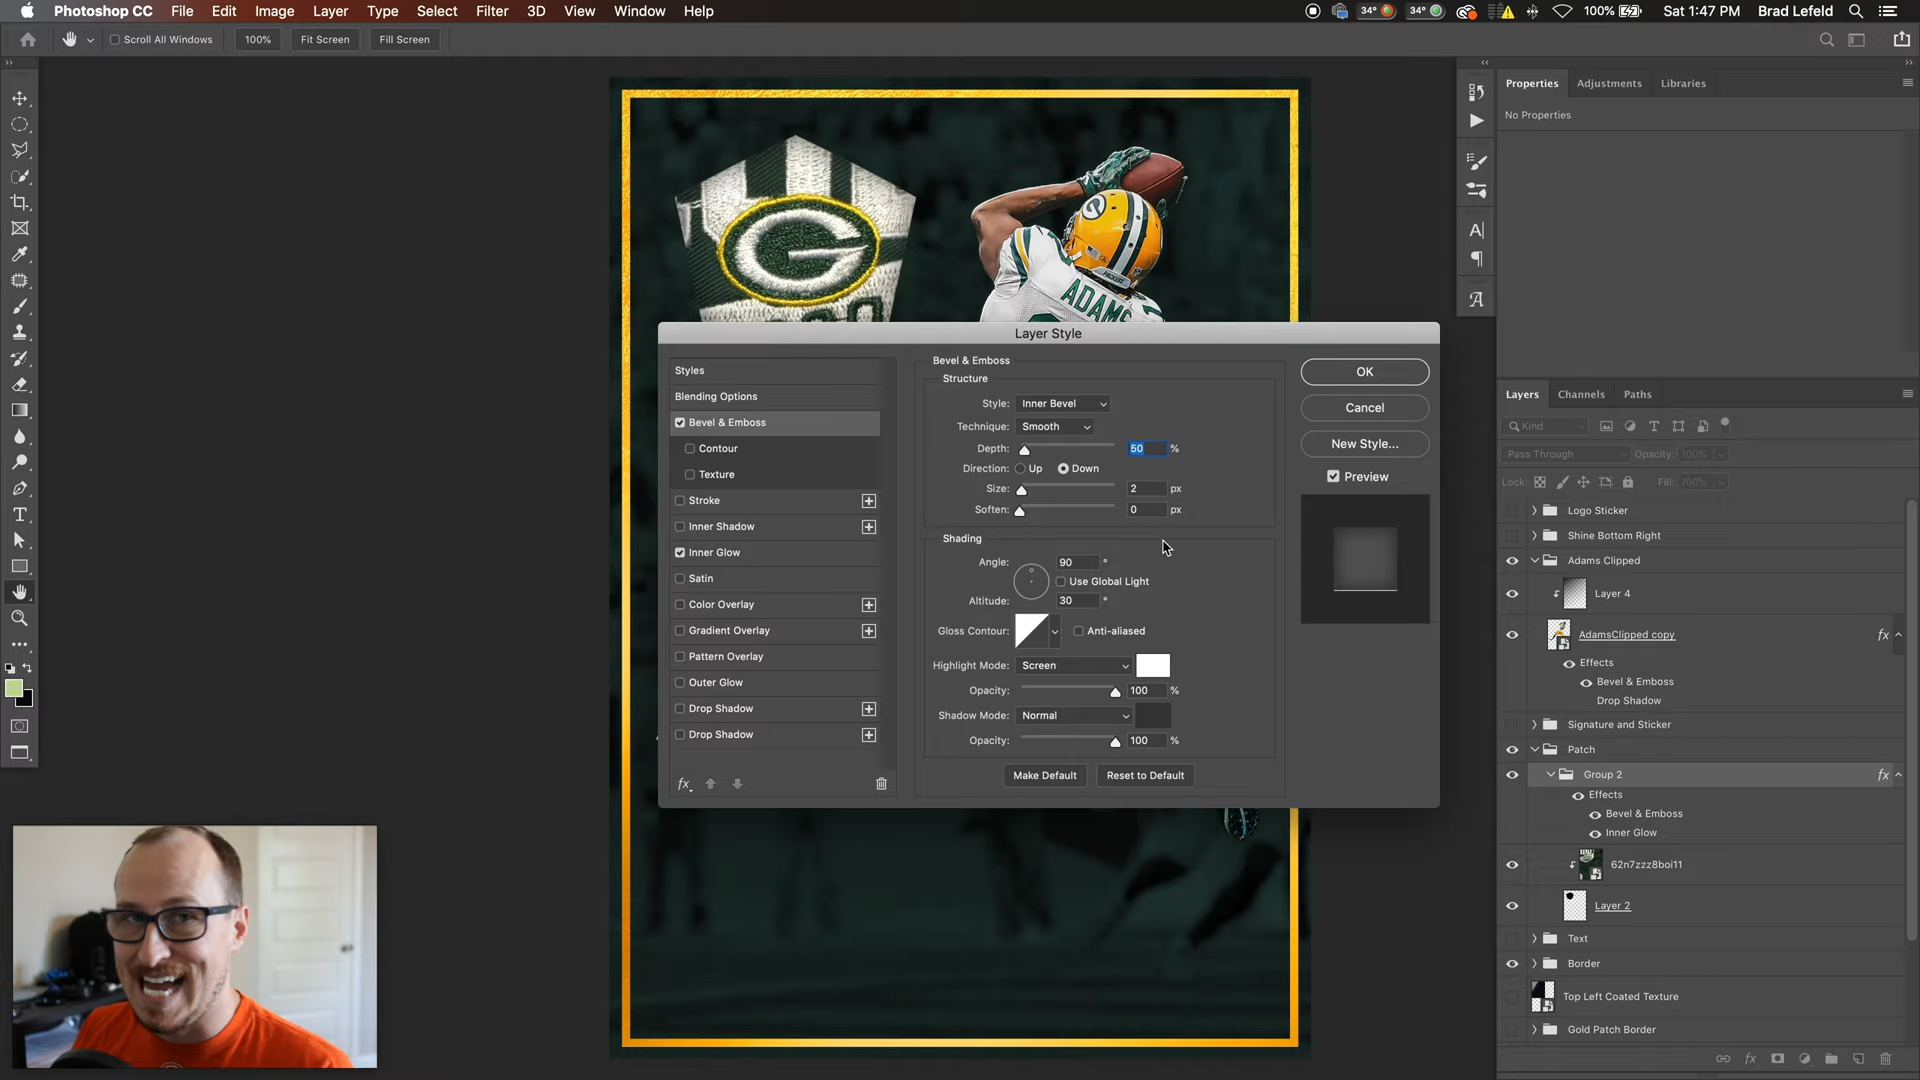 Photoshop CC File Edit Image Layer Type Select Filter 3D View Window Help
34° 34° 100% Sat 1:47 PM Brad Lefeld
Scroll All Windows 100% Fit Screen Fill Screen
Properties Adjustments Libraries
No Properties
G
ADAMS
PACKERS
Layer Style
Styles
Blending Options
Bevel & Emboss
Contour
Texture
Stroke
Inner Shadow
Inner Glow
Satin
Color Overlay
Gradient Overlay
Pattern Overlay
Outer Glow
Drop Shadow
Drop Shadow
fx
Bevel & Emboss
Structure
Style: Inner Bevel
Technique: Smooth
Depth: 50 %
Direction: Up Down
Size: 2 px
Soften: 0 px
Shading
Angle: 90 °
Use Global Light
Altitude: 30 °
Gloss Contour: Anti-aliased
Highlight Mode: Screen
Opacity: 100 %
Shadow Mode: Normal
Opacity: 100 %
Make Default Reset to Default
OK
Cancel
New Style...
Preview
Layers Channels Paths
Kind
Pass Through Opacity: 100%
Lock: Fill: 100%
Logo Sticker
Shine Bottom Right
Adams Clipped
Layer 4
AdamsClipped copy fx
Effects
Bevel & Emboss
Drop Shadow
Signature and Sticker
Patch
Group 2 fx
Effects
Bevel & Emboss
Inner Glow
62n7zzz8boi11
Layer 2
Text
Border
Top Left Coated Texture
Gold Patch Border
fx